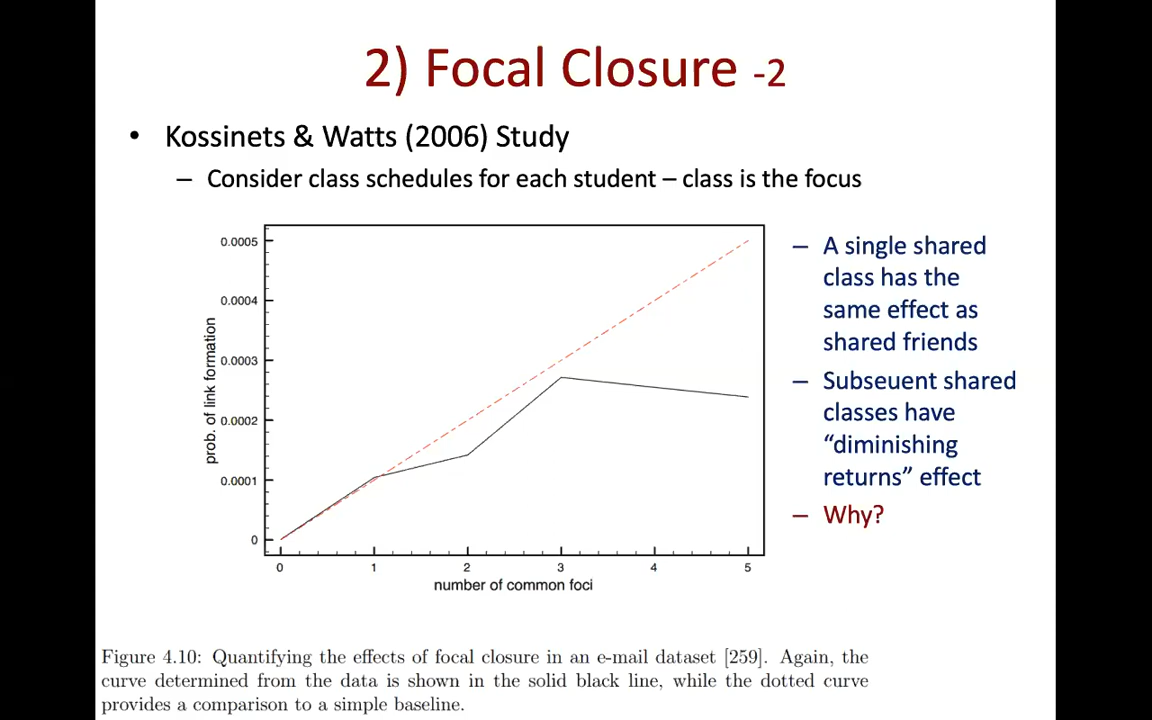 2) Focal Closure -2
• Kossinets & Watts (2006) Study
– Consider class schedules for each student – class is the focus
0.0005
0.0004
0.0003
0.0002
0.0001
0
prob. of link formation
0 1 2 3 4 5
number of common foci
– A single shared
class has the
same effect as
shared friends
– Subseuent shared
classes have
“diminishing
returns” effect
– Why?
Figure 4.10: Quantifying the effects of focal closure in an e-mail dataset [259]. Again, the
curve determined from the data is shown in the solid black line, while the dotted curve
provides a comparison to a simple baseline.